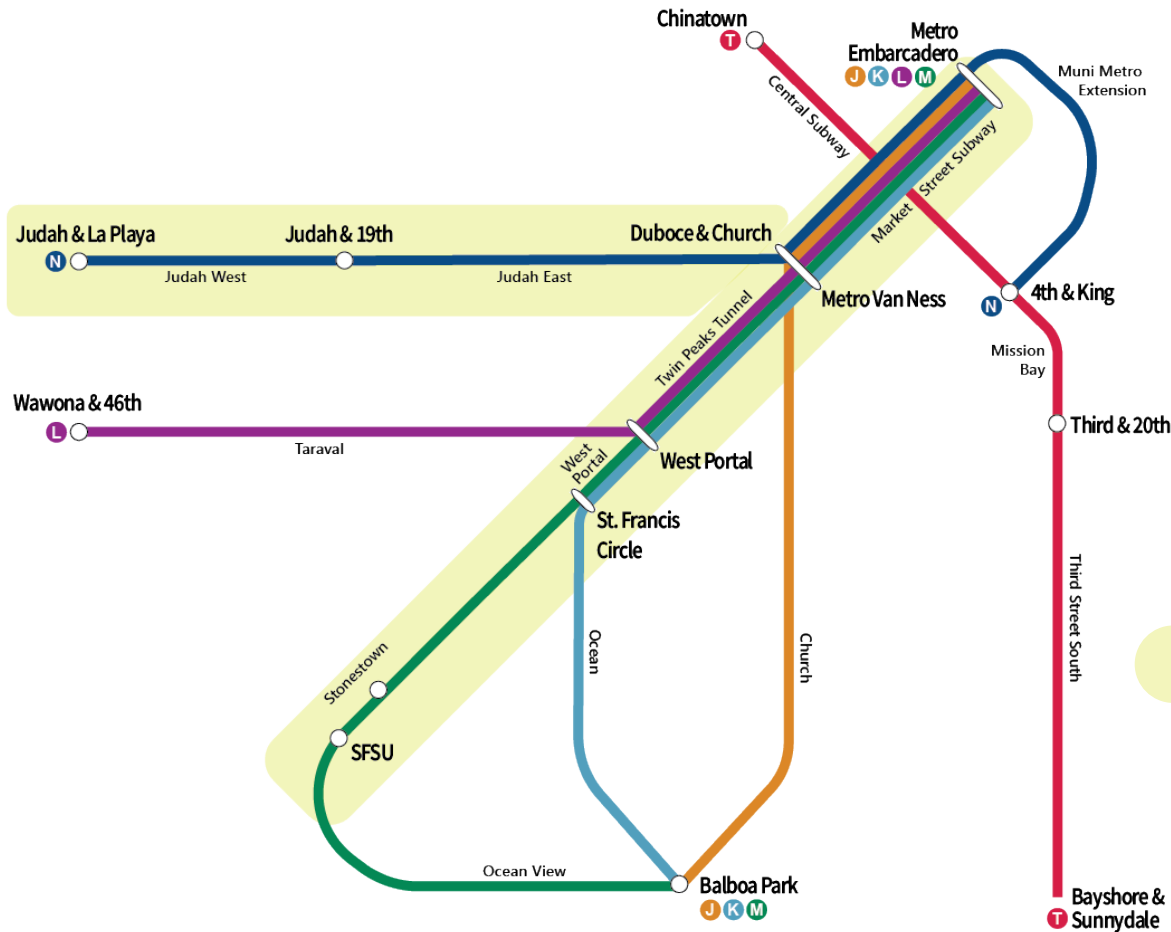 Chinatown
T
Metro
Embarcadero
J K L M
Muni Metro
Extension
Central Subway
Market Street Subway
Judah & La Playa
N
Judah & 19th
Duboce & Church
Judah West
Judah East
Metro Van Ness
4th & King
N
Twin Peaks Tunnel
Mission
Bay
Wawona & 46th
L
Taraval
Third & 20th
West
Portal
West Portal
St. Francis
Circle
Ocean
Church
Third Street South
Stonestown
SFSU
Ocean View
Balboa Park
J K M
Bayshore &
T Sunnydale